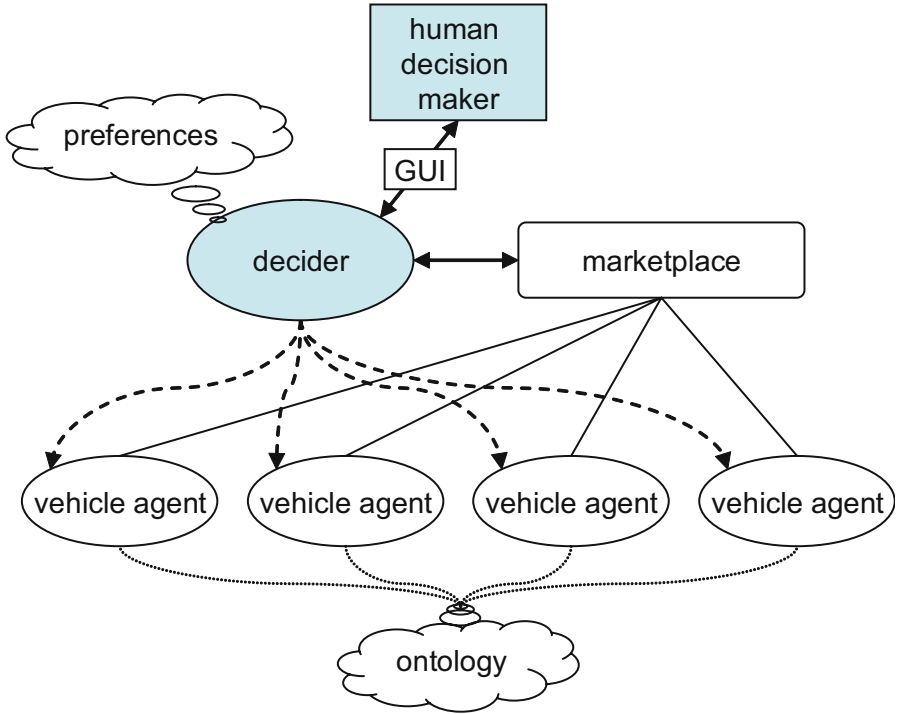 human
decision
maker
preferences
GUI
decider
marketplace
vehicle agent
vehicle agent
vehicle agent
vehicle agent
ontology